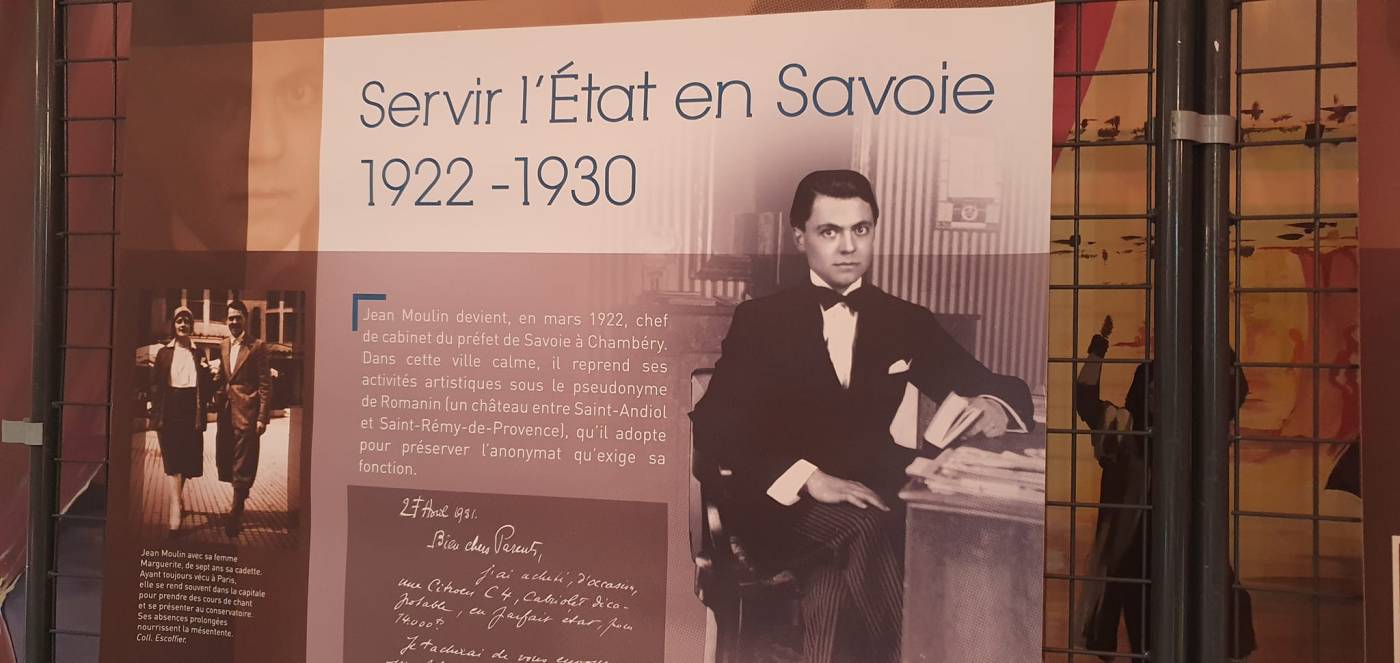 Servir l'État en Savoie
1922 -1930
Jean Moulin devient, en mars 1922, chef
de cabinet du préfet de Savoie à Chambéry.
Dans cette ville calme, il reprend ses
activités artistiques sous le pseudonyme
de Romanin (un château entre Saint-Andiol
et Saint-Rémy-de-Provence), qu'il adopte
pour préserver l'anonymat qu'exige sa
fonction.
Jean Moulin avec sa femme
Marguerite, de sept ans sa cadette.
Ayant toujours vécu à Paris,
elle se rend souvent dans la capitale
pour prendre des cours de chant
et se présenter au conservatoire.
Ses absences prolongées
nourrissent la mésentente.
Coll. Escoffier.
27 Avril 1931.
Bien chers Parents,
j'ai acheté, d'occasion,
une Citroën C4, Cabriolet déca-
potable, en parfait état, pour
14.000
de vous